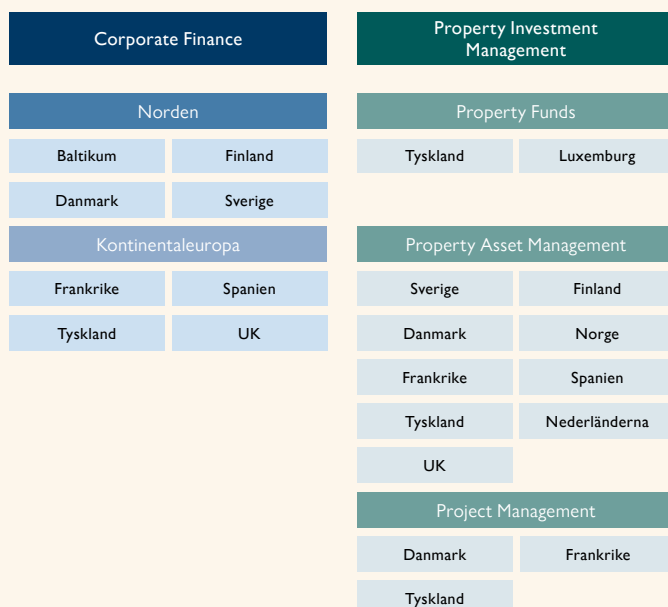 Corporate Finance
Norden
Baltikum
Finland
Danmark
Sverige
Kontinentaleuropa
Frankrike
Spanien
Tyskland
UK
Property Investment
Management
Property Funds
Tyskland
Luxemburg
Property Asset Management
Sverige
Finland
Danmark
Norge
Frankrike
Spanien
Tyskland
Nederländerna
UK
Project Management
Danmark
Frankrike
Tyskland